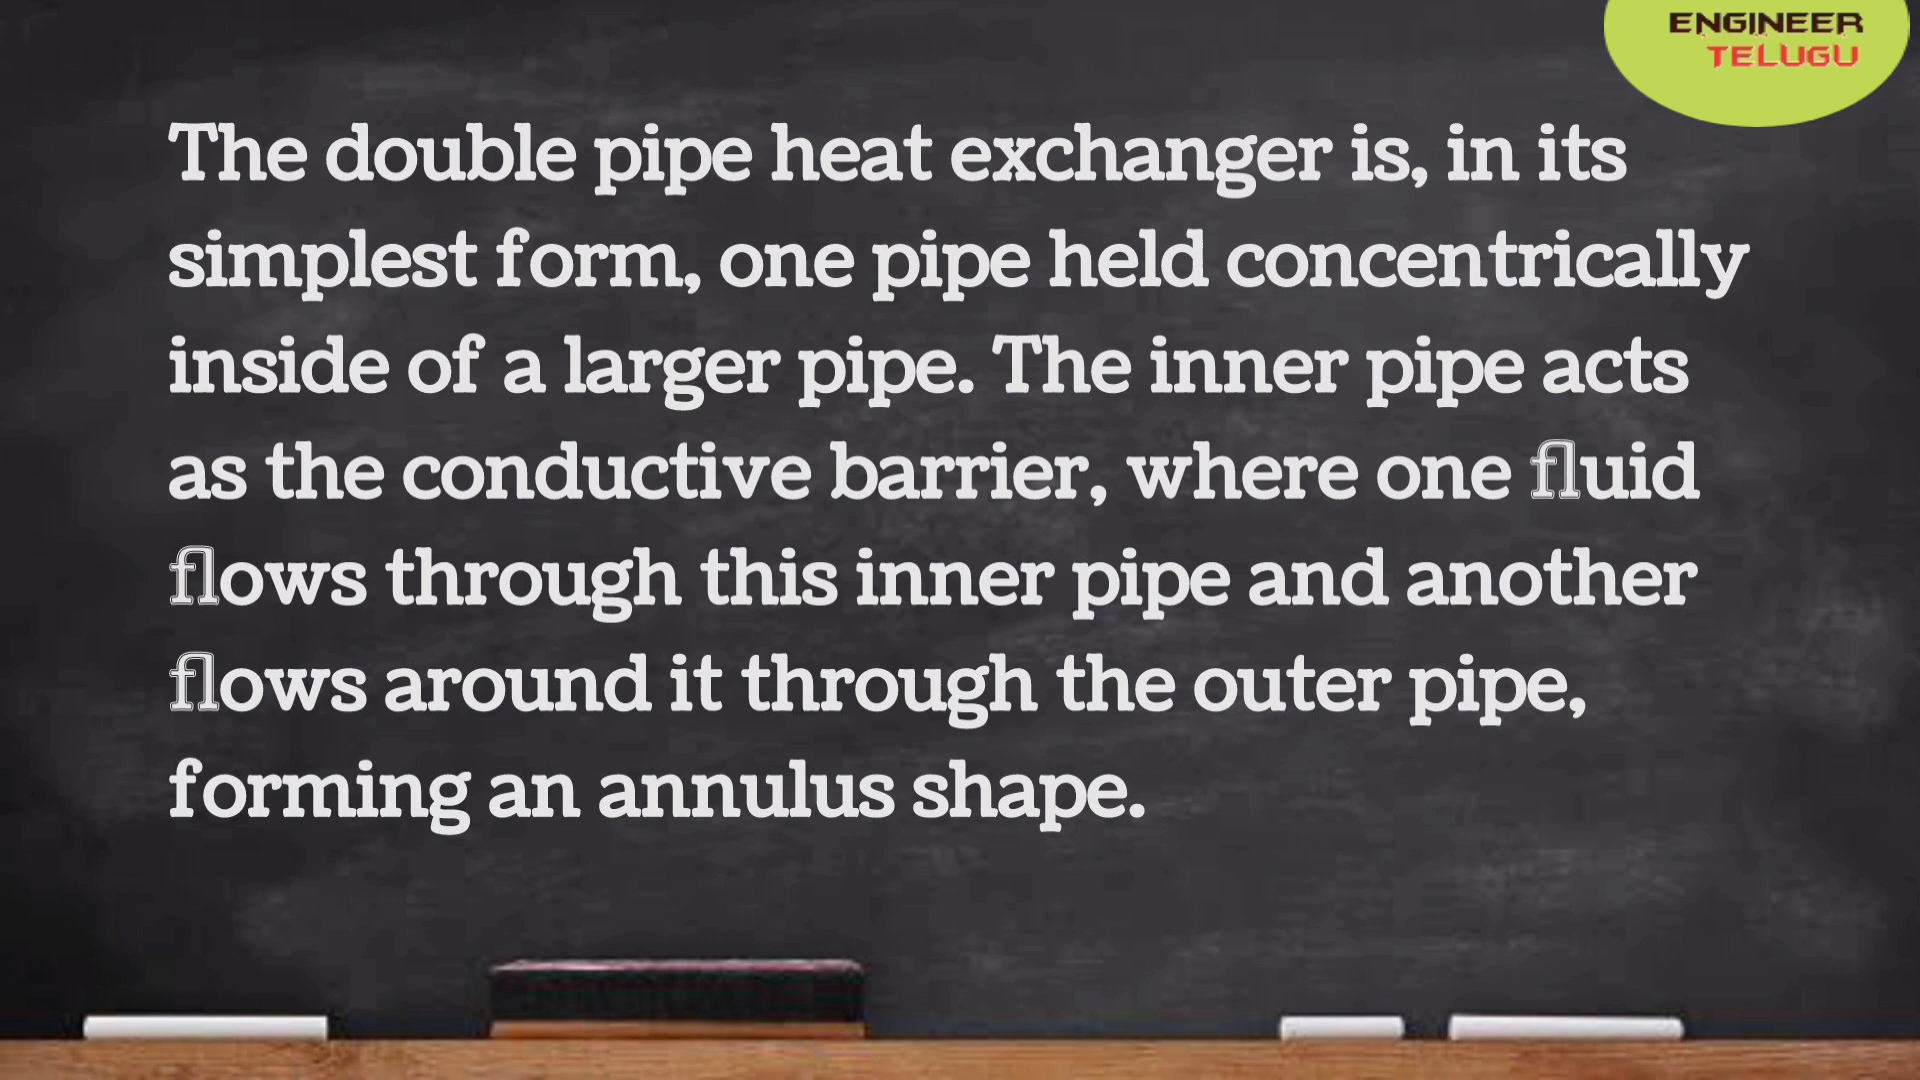 ENGINEER
TELUGU
The double pipe heat exchanger is, in its
simplest form, one pipe held concentrically
inside of a larger pipe. The inner pipe acts
as the conductive barrier, where one fluid
flows through this inner pipe and another
flows around it through the outer pipe,
forming an annulus shape.